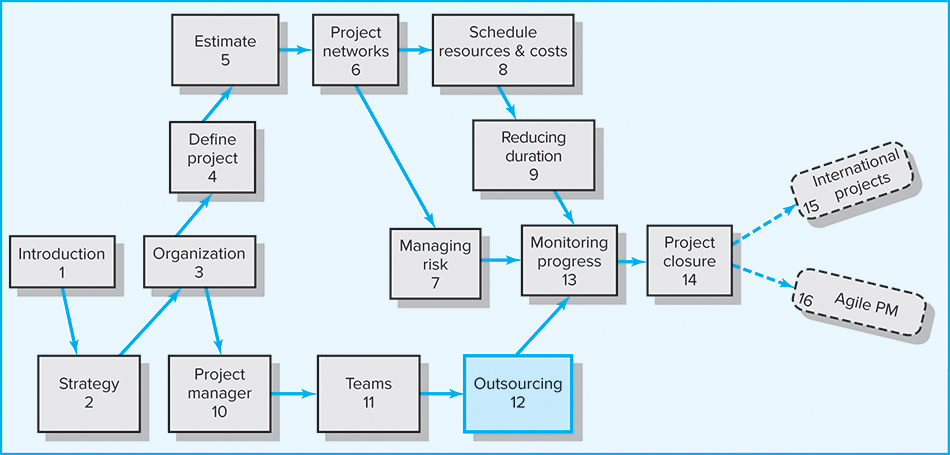 Estimate
5
Project
networks
6
Schedule
resources & costs
8
Define
project
4
Reducing
duration
9
International
projects
15
Introduction
1
Organization
3
Managing
risk
7
Monitoring
progress
13
Project
closure
14
16 Agile PM
Strategy
2
Project
manager
10
Teams
11
Outsourcing
12